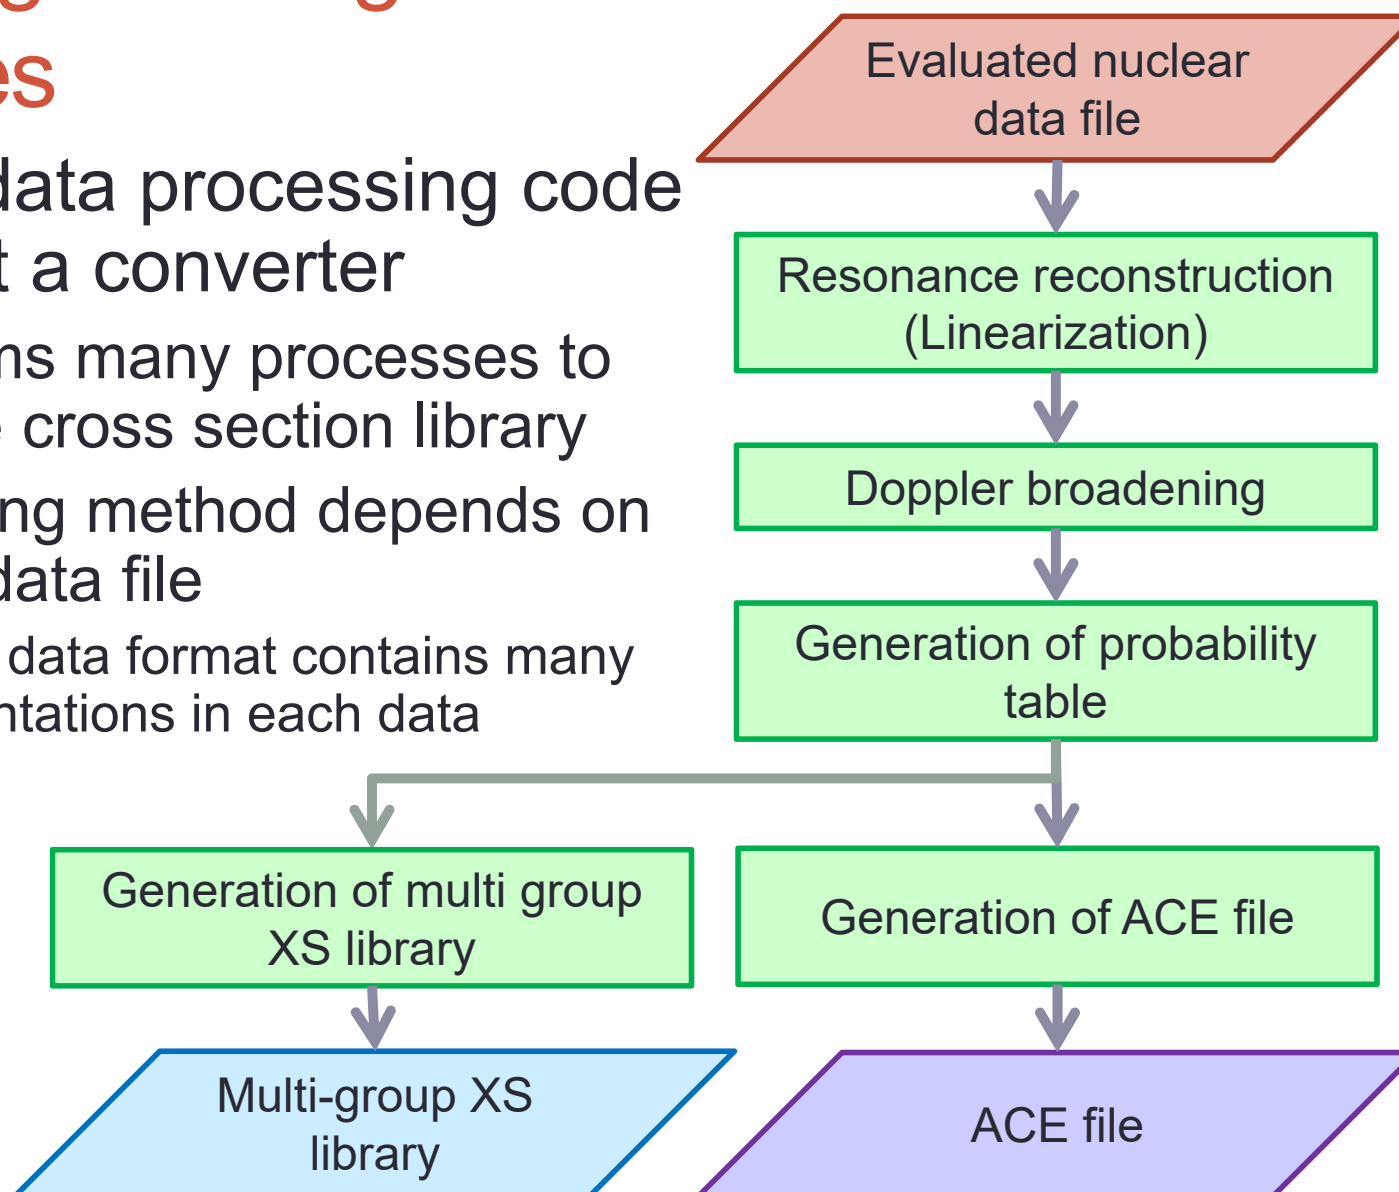 es
data processing code
t a converter
ms many processes to
e cross section library
ing method depends on
data file
data format contains many
ntations in each data
Evaluated nuclear
data file
Resonance reconstruction
(Linearization)
Doppler broadening
Generation of probability
table
Generation of multi group
XS library
Generation of ACE file
Multi-group XS
library
ACE file